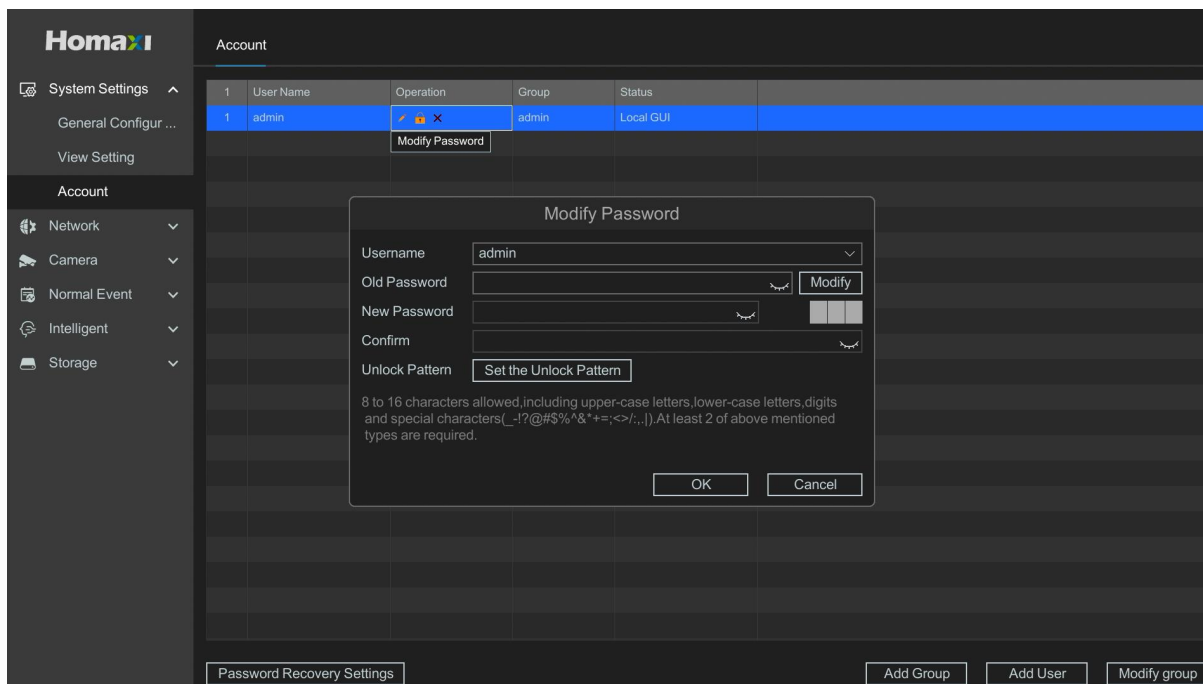 Homaxi
Account
System Settings
General Configur ...
View Setting
Account
Network
Camera
Normal Event
Intelligent
Storage
1 User Name Operation Group Status
1 admin admin Local GUI
Modify Password
Modify Password
Username admin
Old Password Modify
New Password
Confirm
Unlock Pattern Set the Unlock Pattern
8 to 16 characters allowed,including upper-case letters,lower-case letters,digits
and special characters(_-!?@#$%^&*+=;<>/:,.|).At least 2 of above mentioned
types are required.
OK Cancel
Password Recovery Settings Add Group Add User Modify group